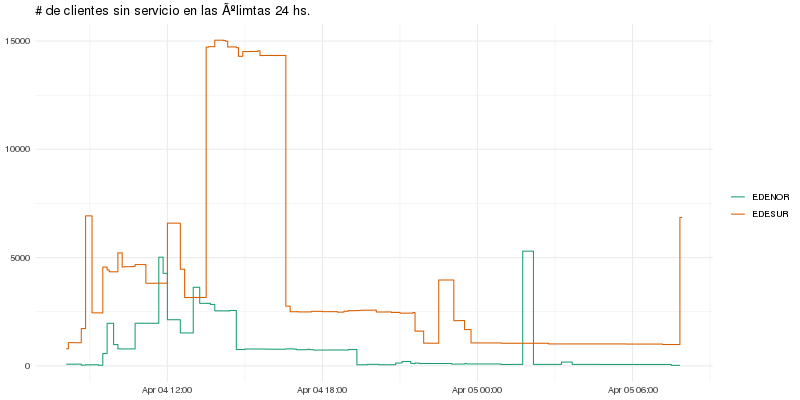 # de clientes sin servicio en las Ãºlimtas 24 hs.
15000
10000
5000
0
Apr 04 12:00
Apr 04 18:00
Apr 05 00:00
Apr 05 06:00
EDENOR
EDESUR